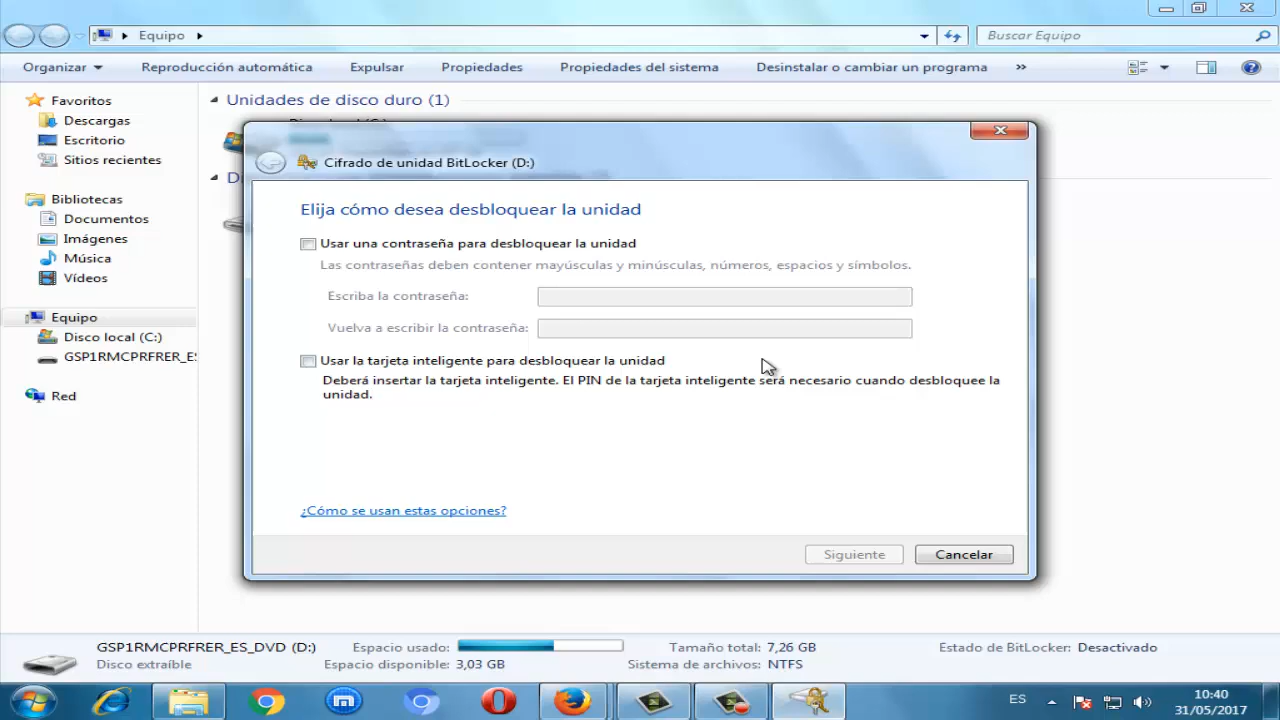 Equipo
Buscar Equipo
Organizar
Reproducción automática
Expulsar
Propiedades
Propiedades del sistema
Desinstalar o cambiar un programa
»
Favoritos
Descargas
Escritorio
Sitios recientes
Bibliotecas
Documentos
Imágenes
Música
Vídeos
Equipo
Disco local (C:)
GSP1RMCPRFRER_ES
Red
Unidades de disco duro (1)
Cifrado de unidad BitLocker (D:)
Elija cómo desea desbloquear la unidad
Usar una contraseña para desbloquear la unidad
Las contraseñas deben contener mayúsculas y minúsculas, números, espacios y símbolos.
Escriba la contraseña:
Vuelva a escribir la contraseña:
Usar la tarjeta inteligente para desbloquear la unidad
Deberá insertar la tarjeta inteligente. El PIN de la tarjeta inteligente será necesario cuando desbloquee la
unidad.
¿Cómo se usan estas opciones?
Siguiente
Cancelar
GSP1RMCPRFRER_ES_DVD (D:)
Disco extraíble
Espacio usado:
Espacio disponible: 3,03 GB
Tamaño total: 7,26 GB
Sistema de archivos: NTFS
Estado de BitLocker: Desactivado
ES
10:40
31/05/2017